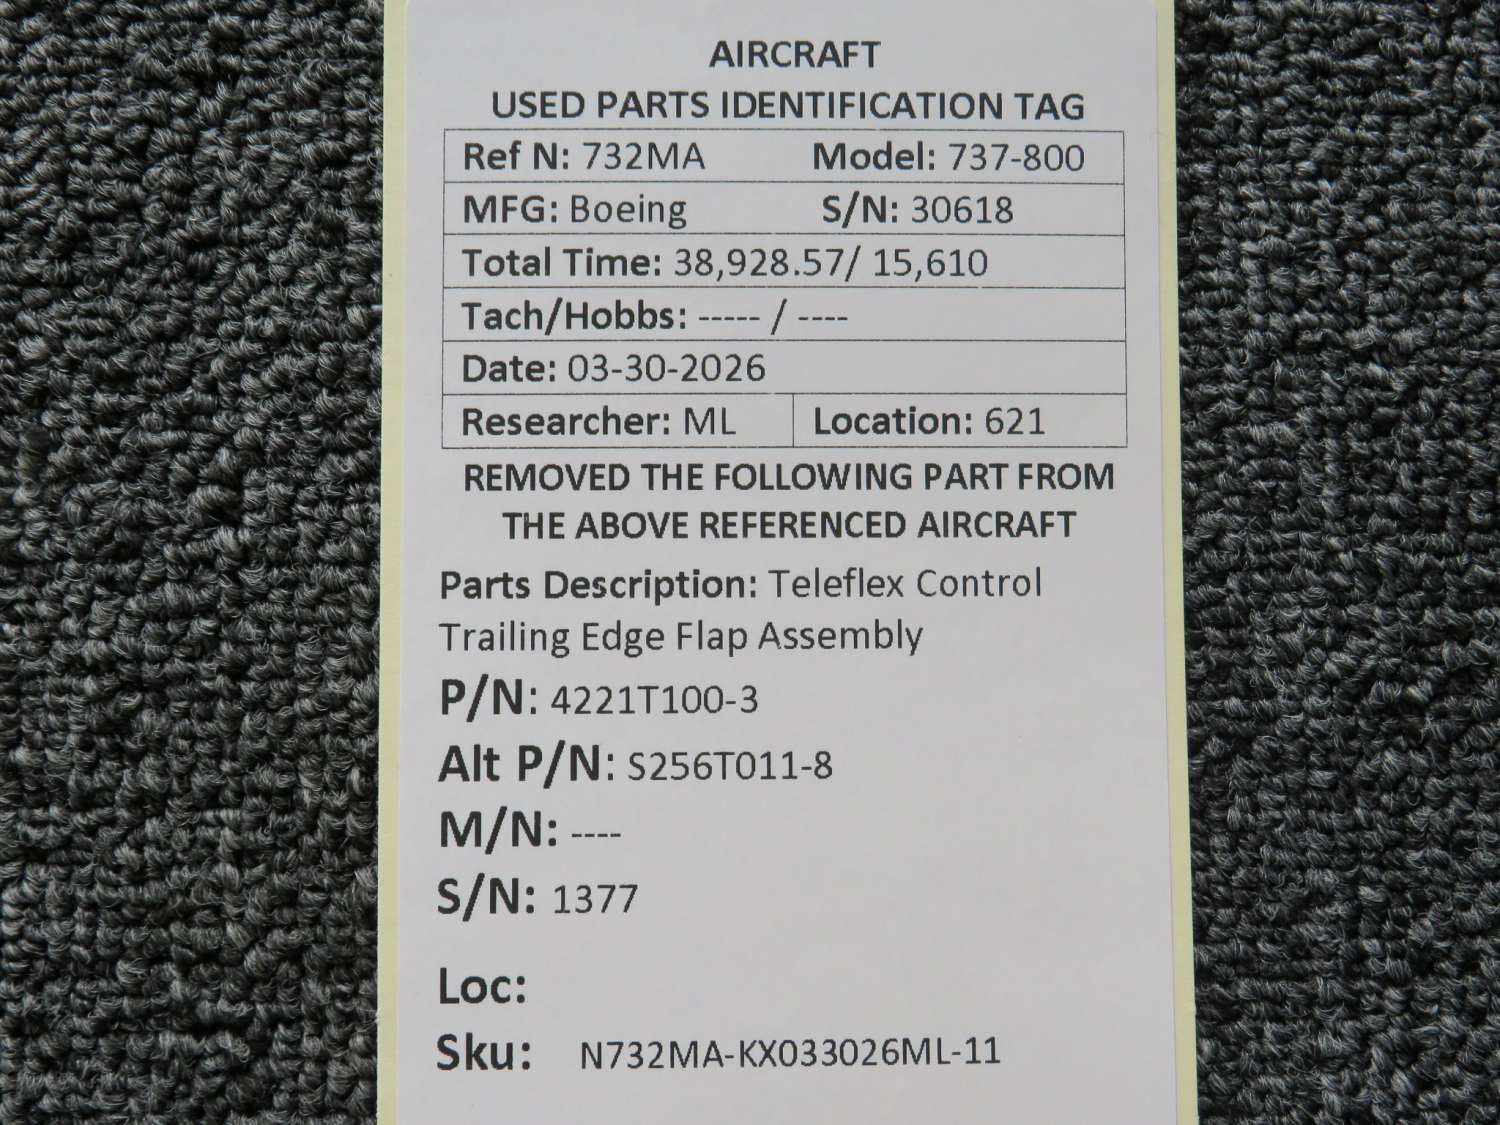 AIRCRAFT
USED PARTS IDENTIFICATION TAG
Ref N: 732MA Model: 737-800
MFG: Boeing S/N: 30618
Total Time: 38,928.57/ 15,610
Tach/Hobbs: ----- / ----
Date: 03-30-2026
Researcher: ML Location: 621
REMOVED THE FOLLOWING PART FROM
THE ABOVE REFERENCED AIRCRAFT
Parts Description: Teleflex Control
Trailing Edge Flap Assembly
P/N: 4221T100-3
Alt P/N: S256T011-8
M/N: ----
S/N: 1377
Loc:
Sku: N732MA-KX033026ML-11